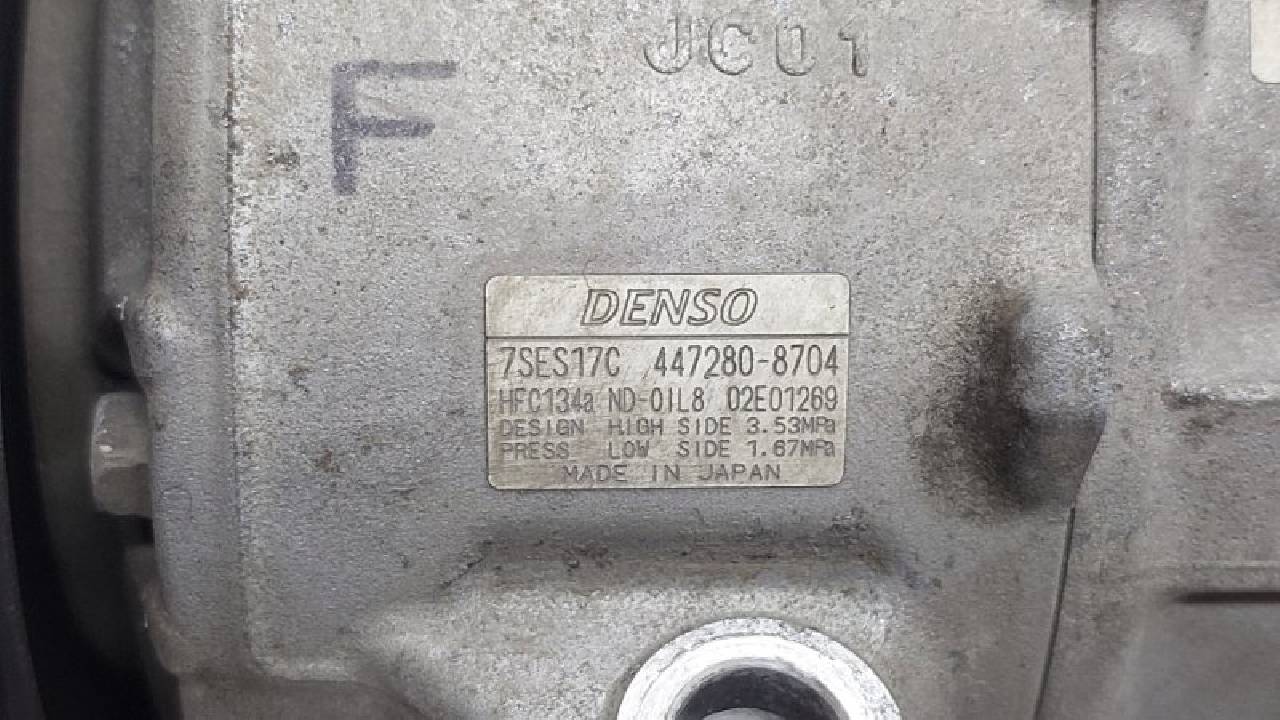 JC01
F
DENSO
7SES17C 447280-8704
HFC134a ND-OIL8 02E01269
DESIGN HIGH SIDE 3.53MPa
PRESS LOW SIDE 1.67MPa
MADE IN JAPAN